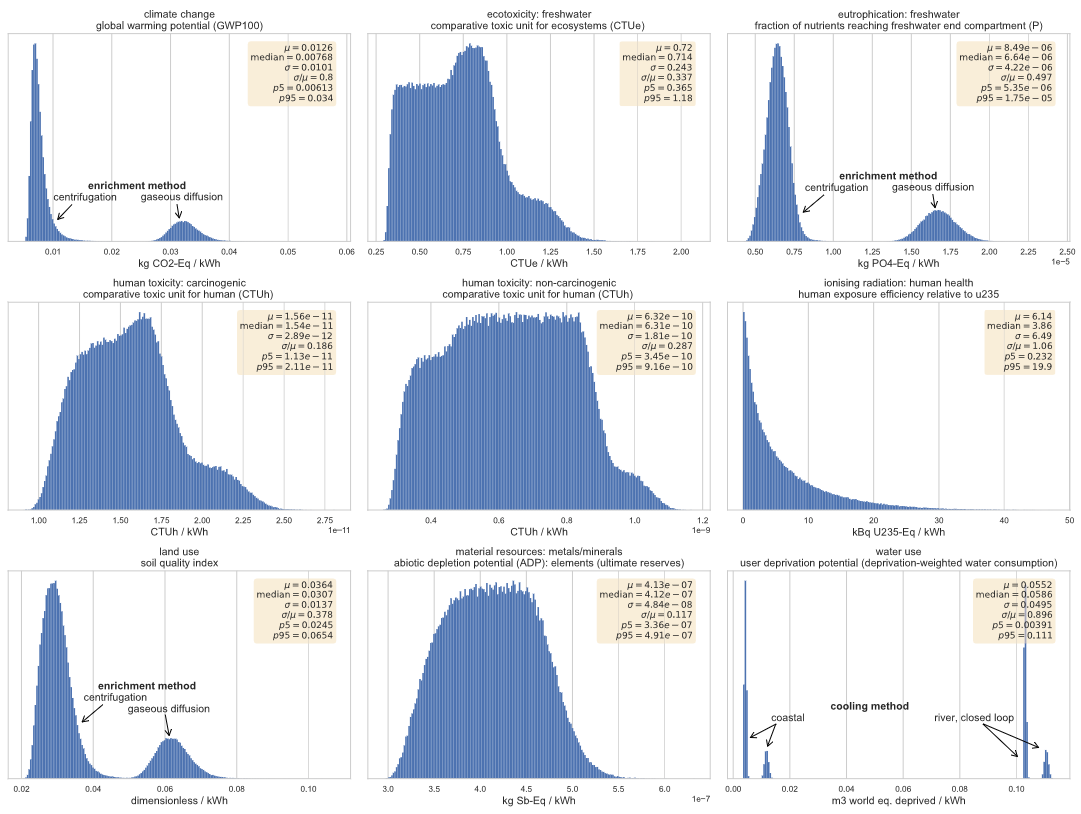 climate change
global warming potential (GWP100)
μ = 0.0126
median = 0.00768
σ = 0.0101
σ/μ = 0.8
p5 = 0.00613
p95 = 0.034
enrichment method
centrifugation
gaseous diffusion
0.01 0.02 0.03 0.04 0.05 0.06
kg CO2-Eq / kWh
ecotoxicity: freshwater
comparative toxic unit for ecosystems (CTUe)
μ = 0.72
median = 0.714
σ = 0.243
σ/μ = 0.337
p5 = 0.365
p95 = 1.18
0.25 0.50 0.75 1.00 1.25 1.50 1.75 2.00
CTUe / kWh
eutrophication: freshwater
fraction of nutrients reaching freshwater end compartment (P)
μ = 8.49e − 06
median = 6.64e − 06
σ = 4.22e − 06
σ/μ = 0.497
p5 = 5.35e − 06
p95 = 1.75e − 05
enrichment method
centrifugation
gaseous diffusion
0.50 0.75 1.00 1.25 1.50 1.75 2.00 2.25 2.50
kg PO4-Eq / kWh
1e−5
human toxicity: carcinogenic
comparative toxic unit for human (CTUh)
μ = 1.56e − 11
median = 1.54e − 11
σ = 2.89e − 12
σ/μ = 0.186
p5 = 1.13e − 11
p95 = 2.11e − 11
1.00 1.25 1.50 1.75 2.00 2.25 2.50 2.75
CTUh / kWh
1e−11
human toxicity: non-carcinogenic
comparative toxic unit for human (CTUh)
μ = 6.32e − 10
median = 6.31e − 10
σ = 1.81e − 10
σ/μ = 0.287
p5 = 3.45e − 10
p95 = 9.16e − 10
0.4 0.6 0.8 1.0 1.2
CTUh / kWh
1e−9
ionising radiation: human health
human exposure efficiency relative to u235
μ = 6.14
median = 3.86
σ = 6.49
σ/μ = 1.06
p5 = 0.232
p95 = 19.9
0 10 20 30 40 50
kBq U235-Eq / kWh
land use
soil quality index
μ = 0.0364
median = 0.0307
σ = 0.0137
σ/μ = 0.378
p5 = 0.0245
p95 = 0.0654
enrichment method
centrifugation
gaseous diffusion
0.02 0.04 0.06 0.08 0.10
dimensionless / kWh
material resources: metals/minerals
abiotic depletion potential (ADP): elements (ultimate reserves)
μ = 4.13e − 07
median = 4.12e − 07
σ = 4.84e − 08
σ/μ = 0.117
p5 = 3.36e − 07
p95 = 4.91e − 07
3.0 3.5 4.0 4.5 5.0 5.5 6.0 6.5
kg Sb-Eq / kWh
1e−7
water use
user deprivation potential (deprivation-weighted water consumption)
μ = 0.0552
median = 0.0586
σ = 0.0495
σ/μ = 0.896
p5 = 0.00391
p95 = 0.111
cooling method
coastal
river, closed loop
0.00 0.02 0.04 0.06 0.08 0.10
m3 world eq. deprived / kWh